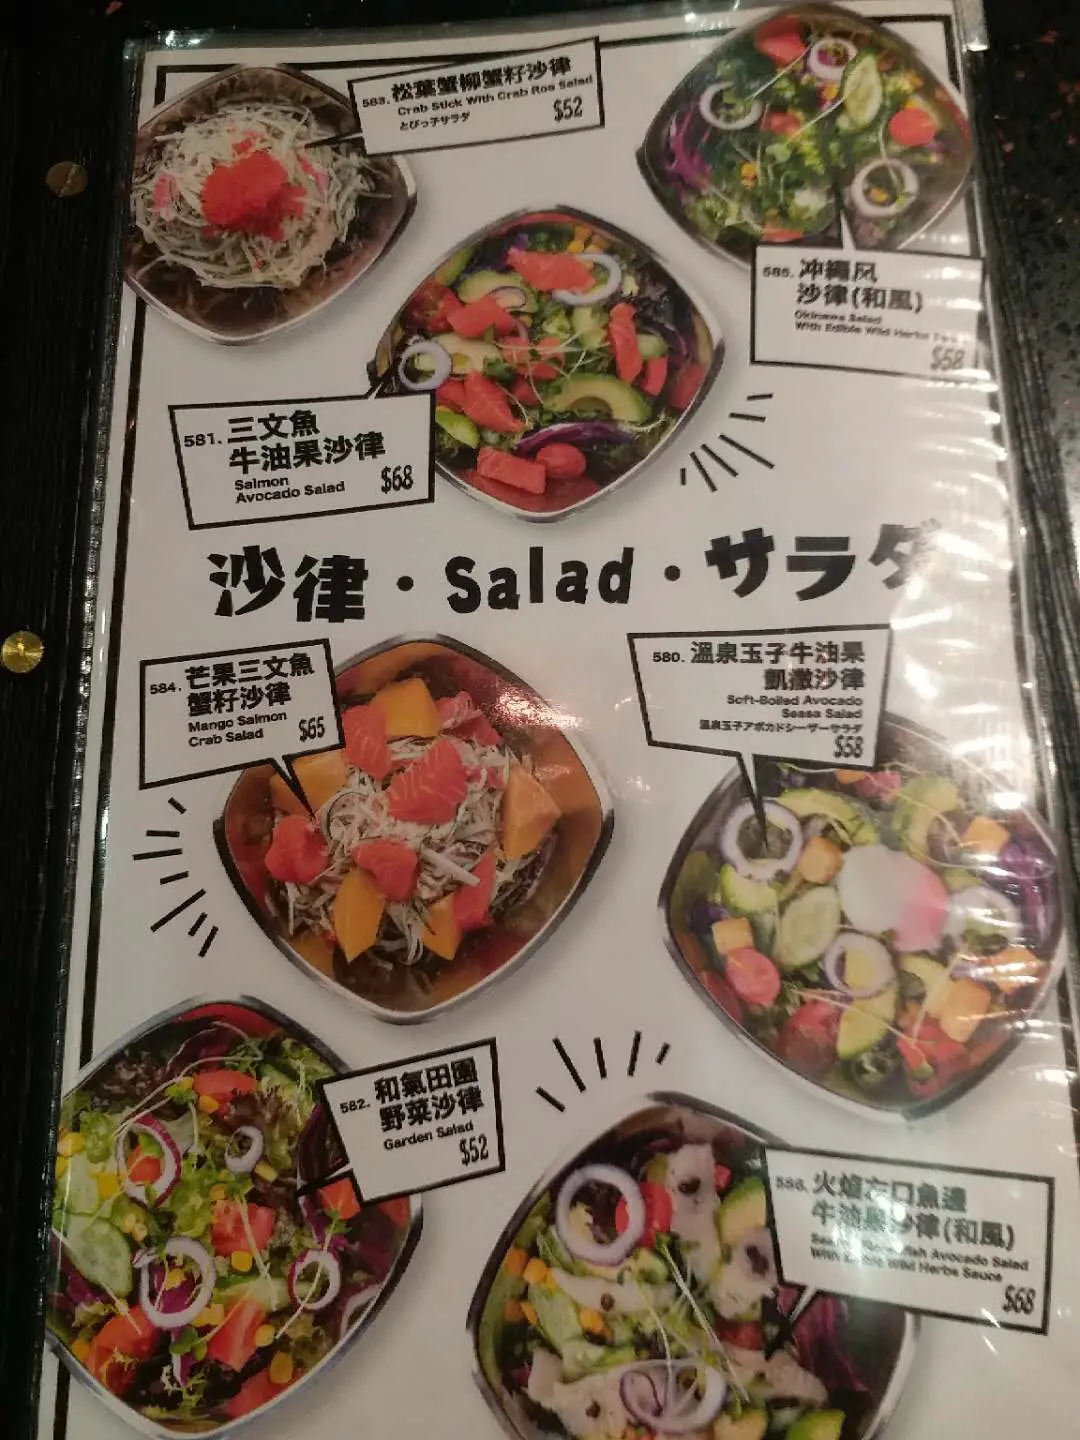 583. 松葉蟹柳蟹籽沙律
Crab Stick With Crab Roe Salad
とびっ子サラダ
$52
585. 冲繩风
沙律(和風)
Okinawa Salad
With Edible Wild Herbs
$58
581. 三文魚
牛油果沙律
Salmon
Avocado Salad
$68
沙律・Salad・サラダ
584. 芒果三文魚
蟹籽沙律
Mango Salmon
Crab Salad
$65
580. 溫泉玉子牛油果
凱撒沙律
Soft-Boiled Avocado
Seasa Salad
温泉玉子アボカドシーザーサラダ
$58
582. 和氣田園
野菜沙律
Garden Salad
$52
586. 火焰左口魚邊
牛油果沙律(和風)
Avocado Salad
With Edible Wild Herbs Sauce
$68